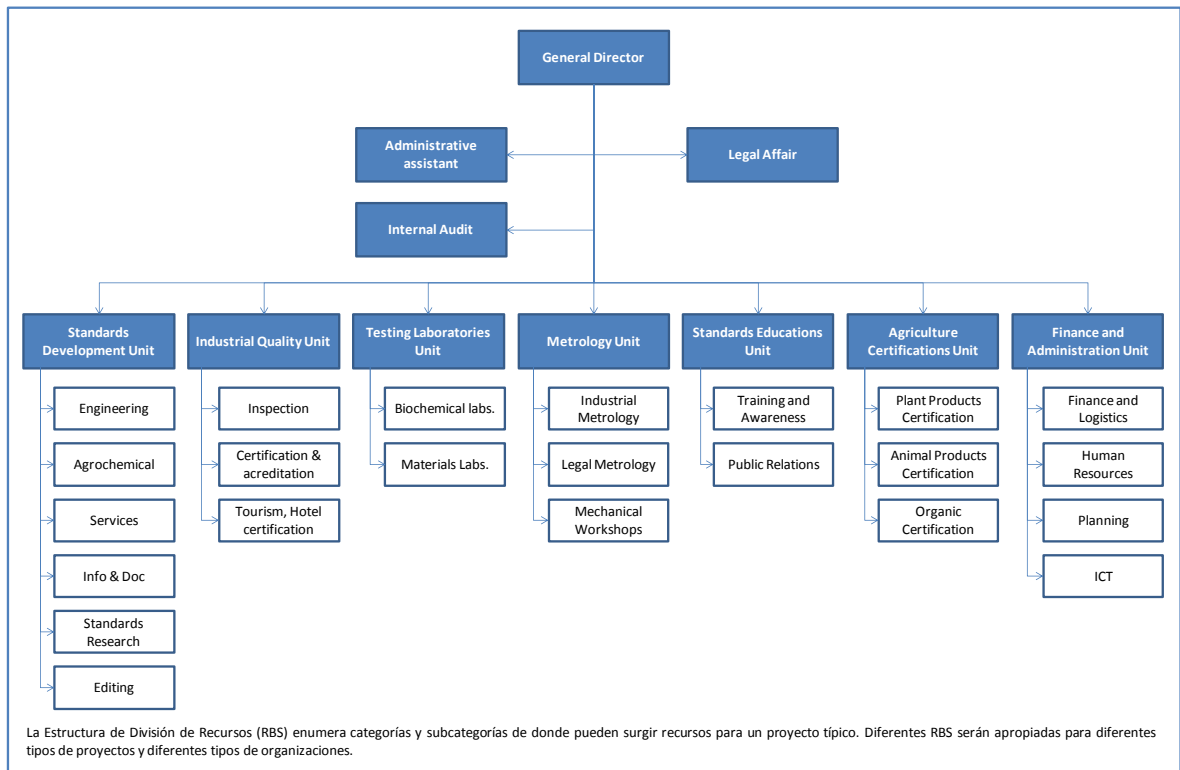 General Director
Administrative
assistant
Legal Affair
Internal Audit
Standards
Development Unit
Industrial Quality Unit
Testing Laboratories
Unit
Metrology Unit
Standards Educations
Unit
Agriculture
Certifications Unit
Finance and
Administration Unit
Engineering
Agrochemical
Services
Info & Doc
Standards
Research
Editing
Inspection
Certification &
acreditation
Tourism, Hotel
certification
Biochemical labs.
Materials Labs.
Industrial
Metrology
Legal Metrology
Mechanical
Workshops
Training and
Awareness
Public Relations
Plant Products
Certification
Animal Products
Certification
Organic
Certification
Finance and
Logistics
Human
Resources
Planning
ICT
La Estructura de División de Recursos (RBS) enumera categorías y subcategorías de donde pueden surgir recursos para un proyecto típico. Diferentes RBS serán apropiadas para diferentes
tipos de proyectos y diferentes tipos de organizaciones.